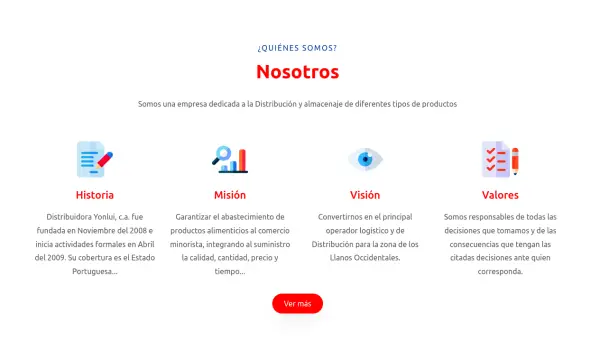 ¿QUIÉNES SOMOS?
Nosotros
Somos una empresa dedicada a la Distribución y almacenaje de diferentes tipos de productos
Historia
Distribuidora Yonlui, c.a. fue
fundada en Noviembre del 2008 e
inicia actividades formales en Abril
del 2009. Su cobertura es el Estado
Portuguesa...
Misión
Garantizar el abastecimiento de
productos alimenticios al comercio
minorista, integrando al suministro
la calidad, cantidad, precio y
tiempo...
Visión
Convertirnos en el principal
operador logístico y de
Distribución para la zona de los
Llanos Occidentales.
Valores
Somos responsables de todas las
decisiones que tomamos y de las
consecuencias que tengan las
citadas decisiones ante quien
corresponda.
Ver más